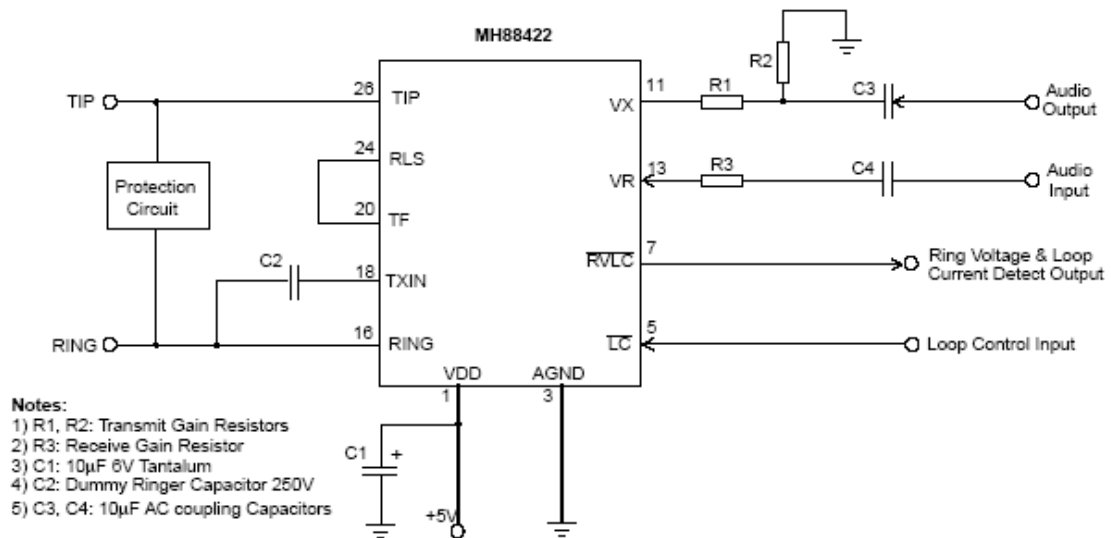 MH88422
TIP
26
TIP
Protection
Circuit
24
RLS
20
TF
C2
18
TXIN
RING
16
RING
VDD
1
AGND
3
C1
+
+5V
11
VX
R1
R2
C3
Audio
Output
13
VR
R3
C4
Audio
Input
7
RVLC
Ring Voltage & Loop
Current Detect Output
5
LC
Loop Control Input
Notes:
1) R1, R2: Transmit Gain Resistors
2) R3: Receive Gain Resistor
3) C1: 10µF 6V Tantalum
4) C2: Dummy Ringer Capacitor 250V
5) C3, C4: 10µF AC coupling Capacitors